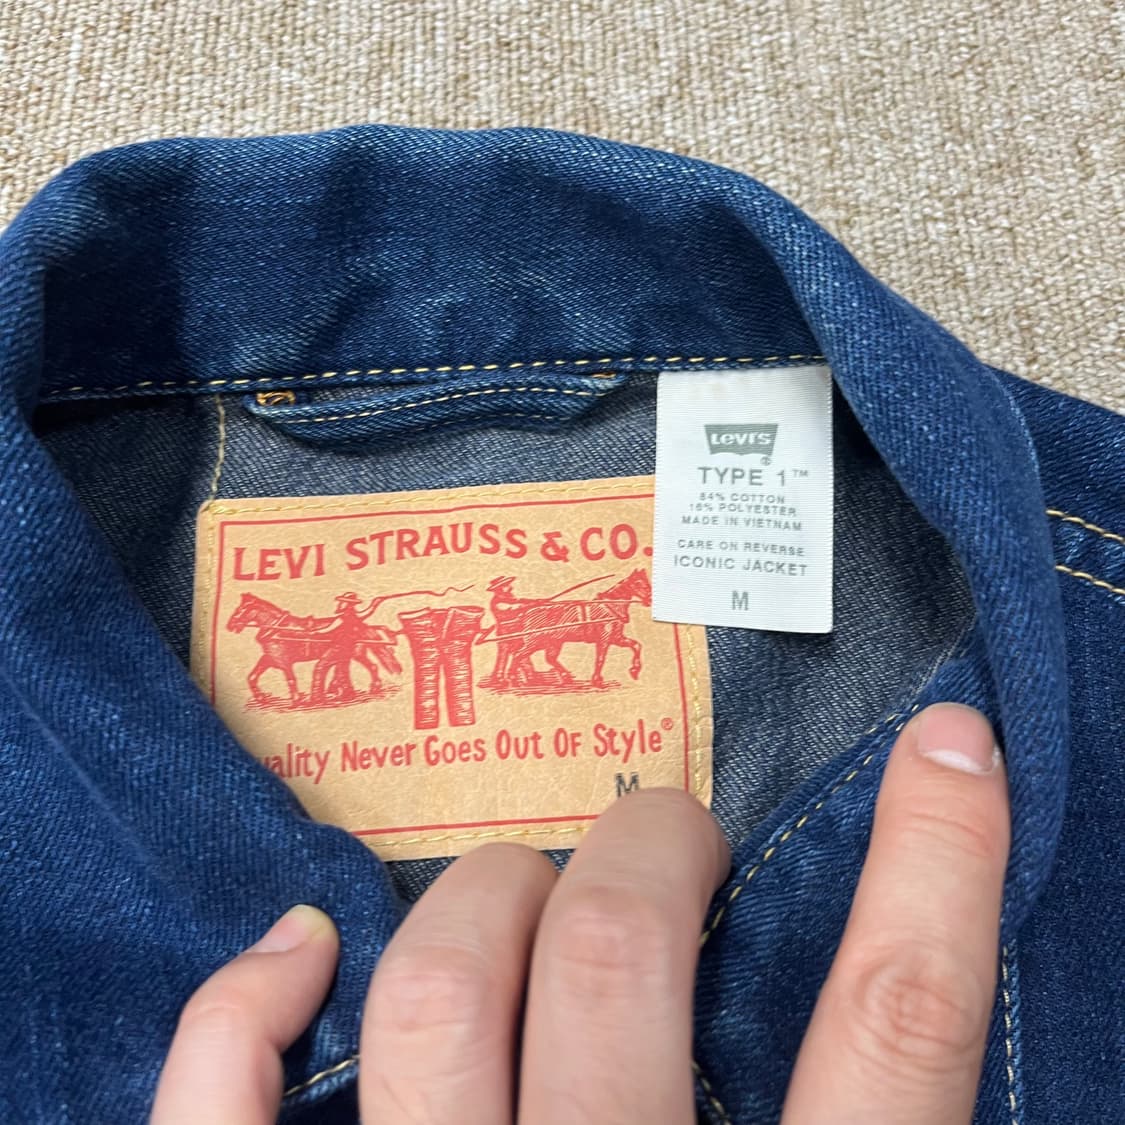 LEVI STRAUSS & CO.
uality Never Goes Out Of Style®
M
Levi's
®
TYPE 1™
84% COTTON
16% POLYESTER
MADE IN VIETNAM
CARE ON REVERSE
ICONIC JACKET
M